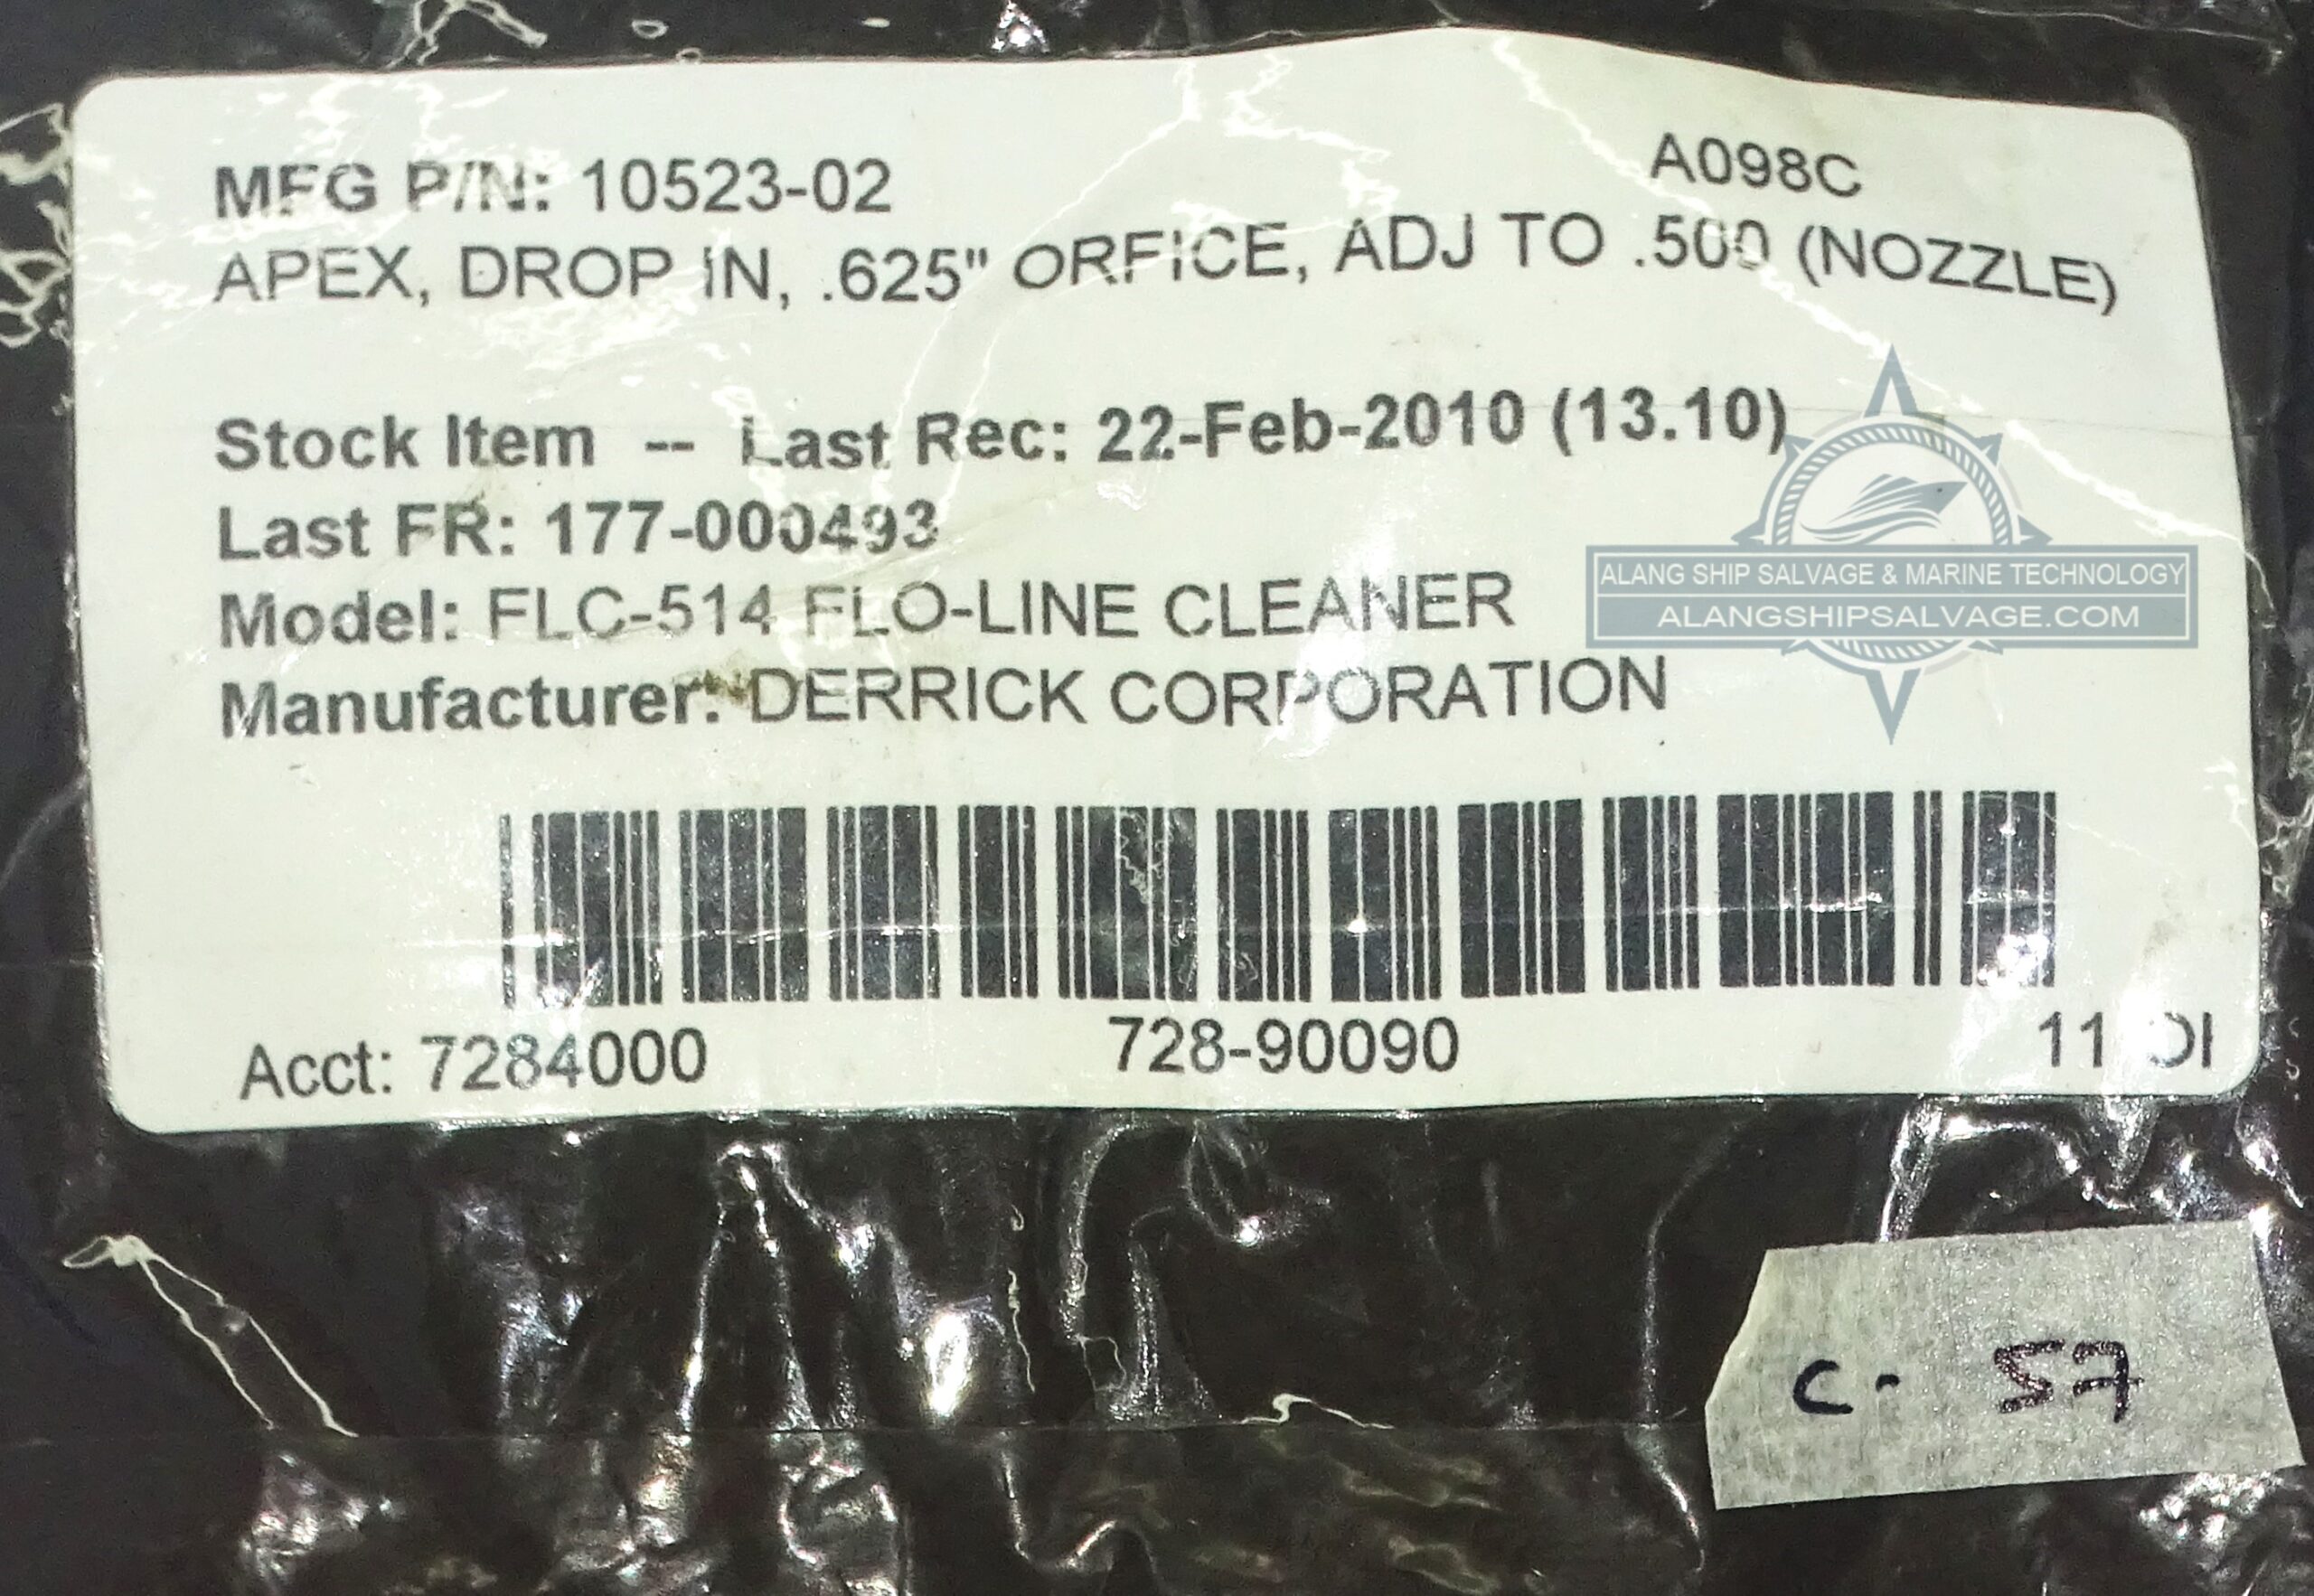 MFG P/N: 10523-02 A098C
APEX, DROP IN, .625" ORFICE, ADJ TO .500 (NOZZLE)
Stock Item -- Last Rec: 22-Feb-2010 (13.10)
Last FR: 177-000493
Model: FLC-514 FLO-LINE CLEANER
Manufacturer: DERRICK CORPORATION
ALANG SHIP SALVAGE & MARINE TECHNOLOGY
ALANGSHIPSALVAGE.COM
Acct: 7284000 728-90090 11
C- 57